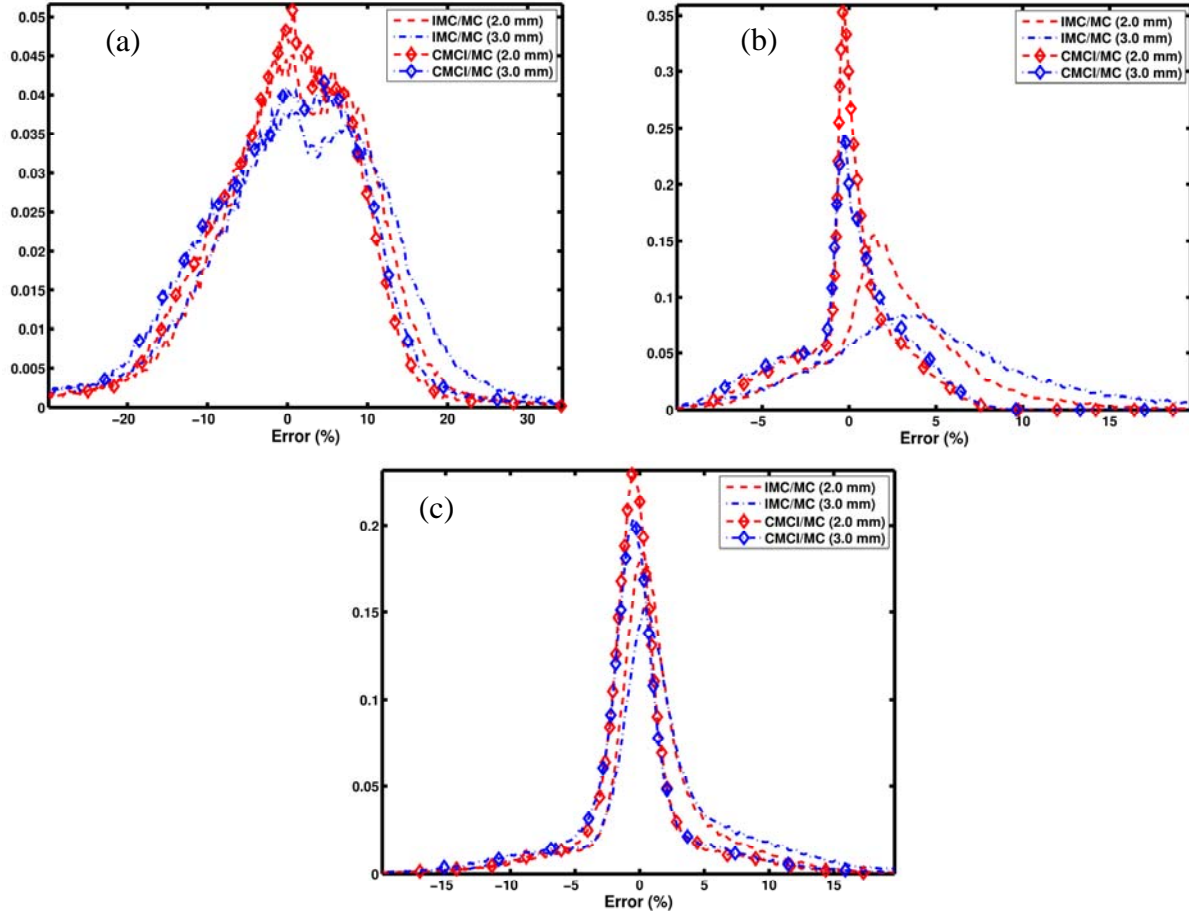 (a)
0.05
0.045
0.04
0.035
0.03
0.025
0.02
0.015
0.01
0.005
0
−20
−10
0
10
20
30
Error (%)
IMC/MC (2.0 mm)
IMC/MC (3.0 mm)
CMCI/MC (2.0 mm)
CMCI/MC (3.0 mm)
(b)
0.35
0.30
0.25
0.20
0.15
0.10
0.05
0
−5
0
5
10
15
Error (%)
IMC/MC (2.0 mm)
IMC/MC (3.0 mm)
CMCI/MC (2.0 mm)
CMCI/MC (3.0 mm)
(c)
0.2
0.15
0.1
0.05
0
−15
−10
−5
0
5
10
15
Error (%)
IMC/MC (2.0 mm)
IMC/MC (3.0 mm)
CMCI/MC (2.0 mm)
CMCI/MC (3.0 mm)